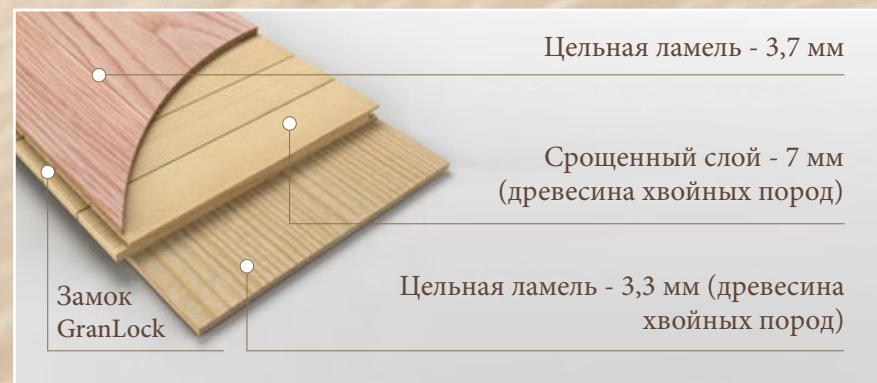 Цельная ламель - 3,7 мм
Срощенный слой - 7 мм
(древесина хвойных пород)
Цельная ламель - 3,3 мм (древесина
хвойных пород)
Замок
GranLock